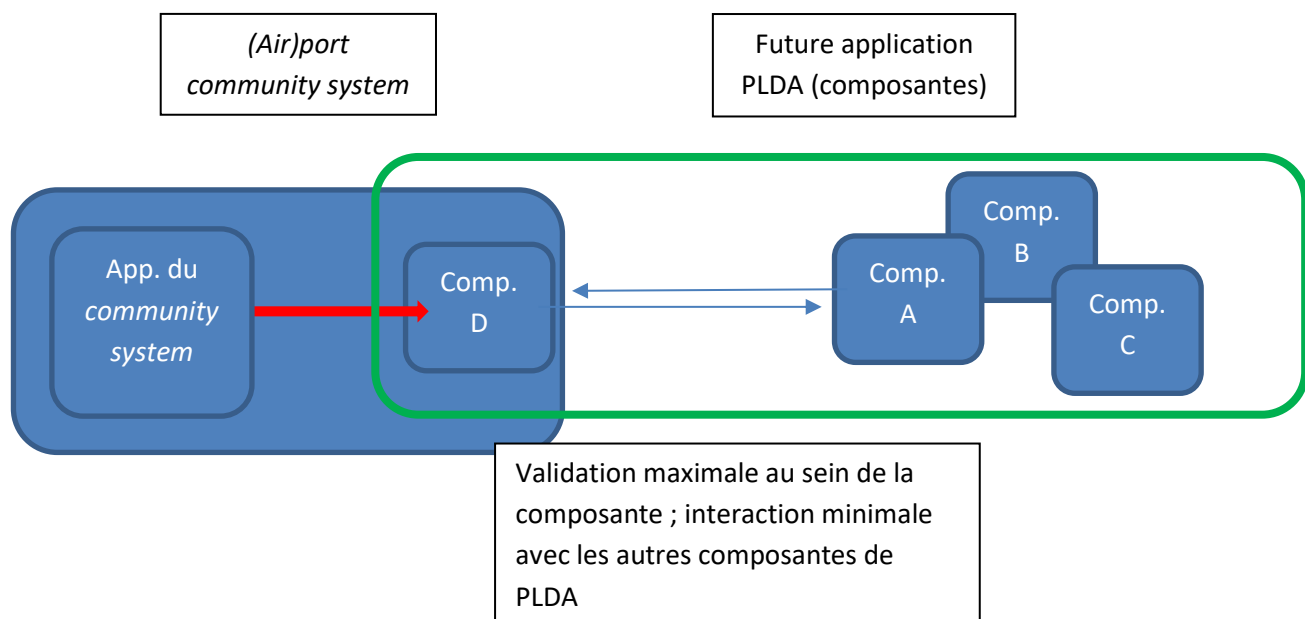 (Air)port
community system
Future application
PLDA (composantes)
App. du
community
system
Comp.
D
Comp.
A
Comp.
B
Comp.
C
Validation maximale au sein de la
composante ; interaction minimale
avec les autres composantes de
PLDA